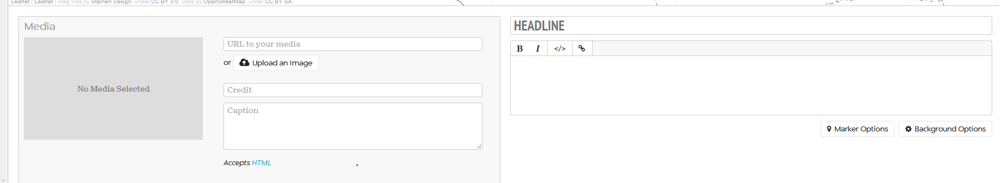 Leaflet | Leaflet | Map tiles by Stamen Design, under CC BY 3.0. Data by OpenStreetMap, under CC BY SA.
Media
No Media Selected
URL to your media
or Upload an Image
Credit
Caption
Accepts HTML
HEADLINE
B I </>
Marker Options Background Options